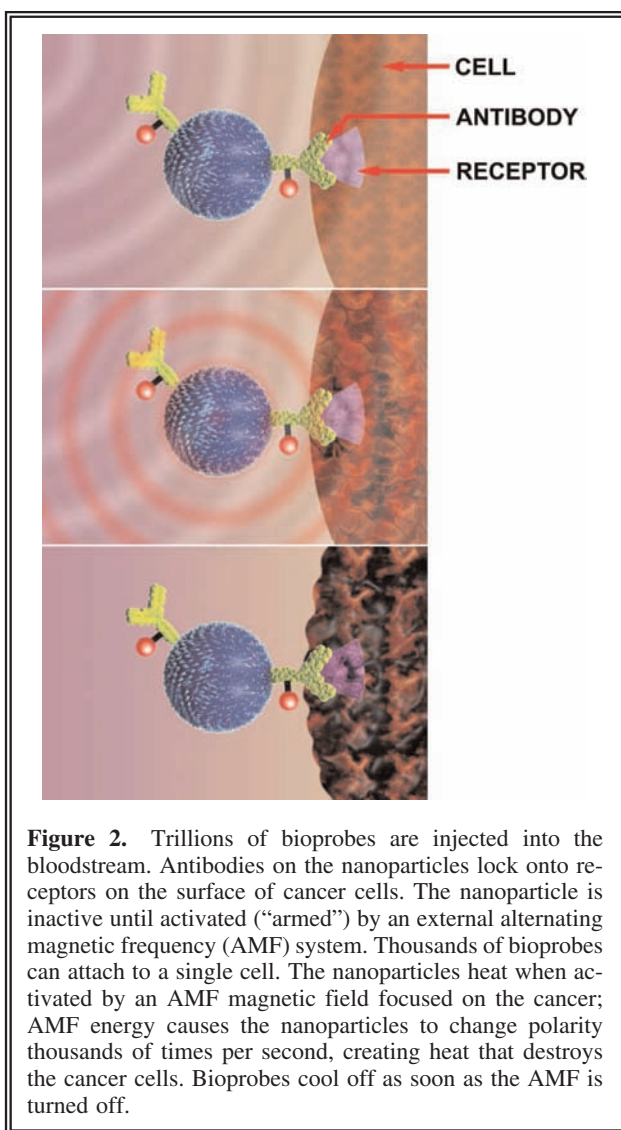 CELL
ANTIBODY
RECEPTOR
Figure 2. Trillions of bioprobes are injected into the
bloodstream. Antibodies on the nanoparticles lock onto re-
ceptors on the surface of cancer cells. The nanoparticle is
inactive until activated (“armed”) by an external alternating
magnetic frequency (AMF) system. Thousands of bioprobes
can attach to a single cell. The nanoparticles heat when ac-
tivated by an AMF magnetic field focused on the cancer;
AMF energy causes the nanoparticles to change polarity
thousands of times per second, creating heat that destroys
the cancer cells. Bioprobes cool off as soon as the AMF is
turned off.